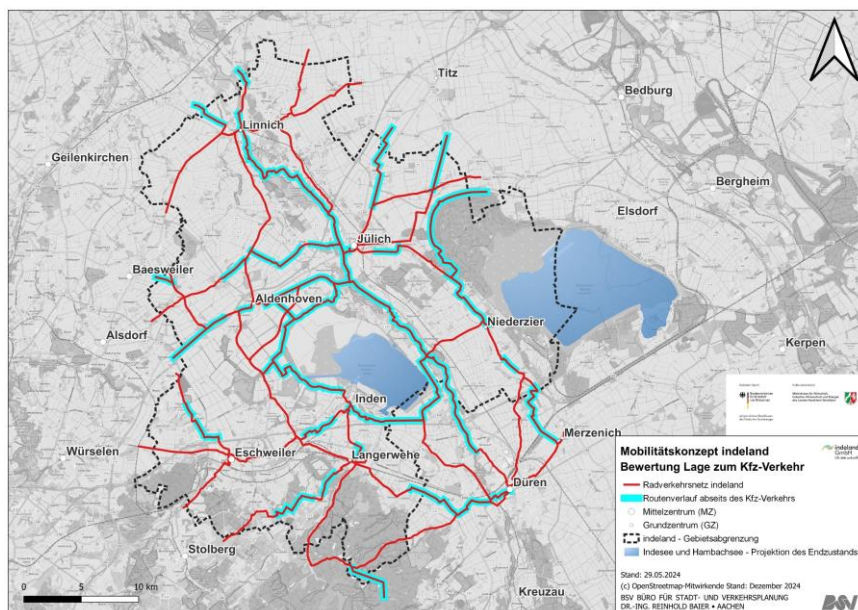 Titz
Bedburg
Linnich
Geilenkirchen
Bergheim
Elsdorf
Jülich
Baesweiler
Aldenhoven
Niederzier
Alsdorf
Kerpen
Inden
Merzenich
Würselen
Eschweiler
Langerwehe
Düren
Stolberg
Kreuzau
0 5 10 km
Mobilitätskonzept indeland
Bewertung Lage zum Kfz-Verkehr
indeland
GmbH
Radverkehrsnetz indeland
Routenverlauf abseits des Kfz-Verkehrs
Mittelzentrum (MZ)
Grundzentrum (GZ)
indeland - Gebietsabgrenzung
Indesee und Hambachsee - Projektion des Endzustands
Stand: 29.05.2024
(c) OpenStreetmap-Mitwirkende Stand: Dezember 2024
BSV BÜRO FÜR STADT- UND VERKEHRSPLANUNG
DR.-ING. REINHOLD BAIER • AACHEN
BSV